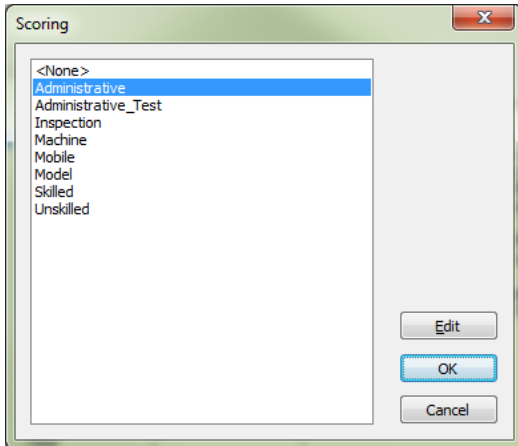 Scoring
<None>
Administrative
Administrative_Test
Inspection
Machine
Mobile
Model
Skilled
Unskilled
Edit
OK
Cancel